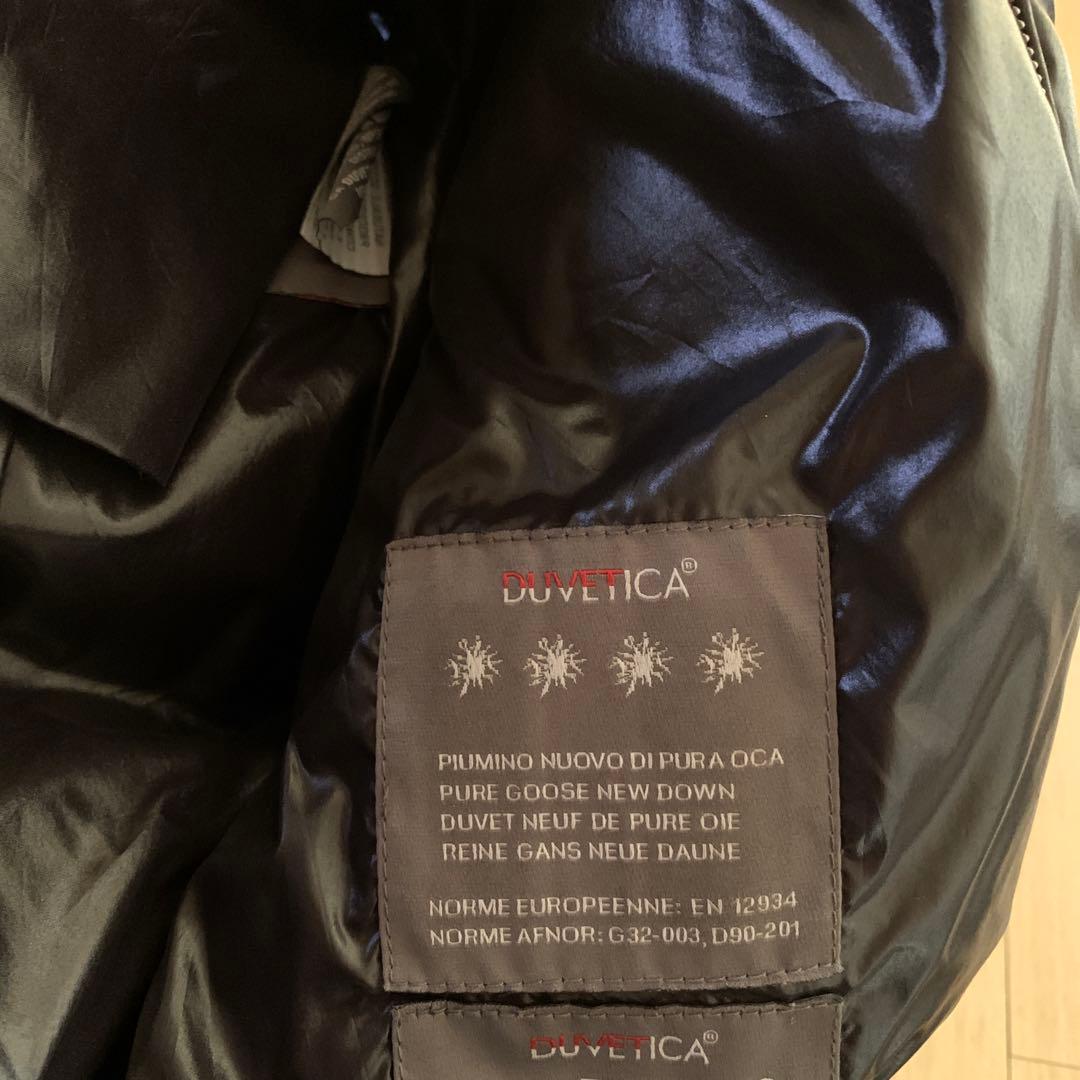 DUVETICA®
PIUMINO NUOVO DI PURA OCA
PURE GOOSE NEW DOWN
DUVET NEUF DE PURE OIE
REINE GANS NEUE DAUNE
NORME EUROPEENNE: EN 12934
NORME AFNOR: G32-003, D90-201
DUVETICA®